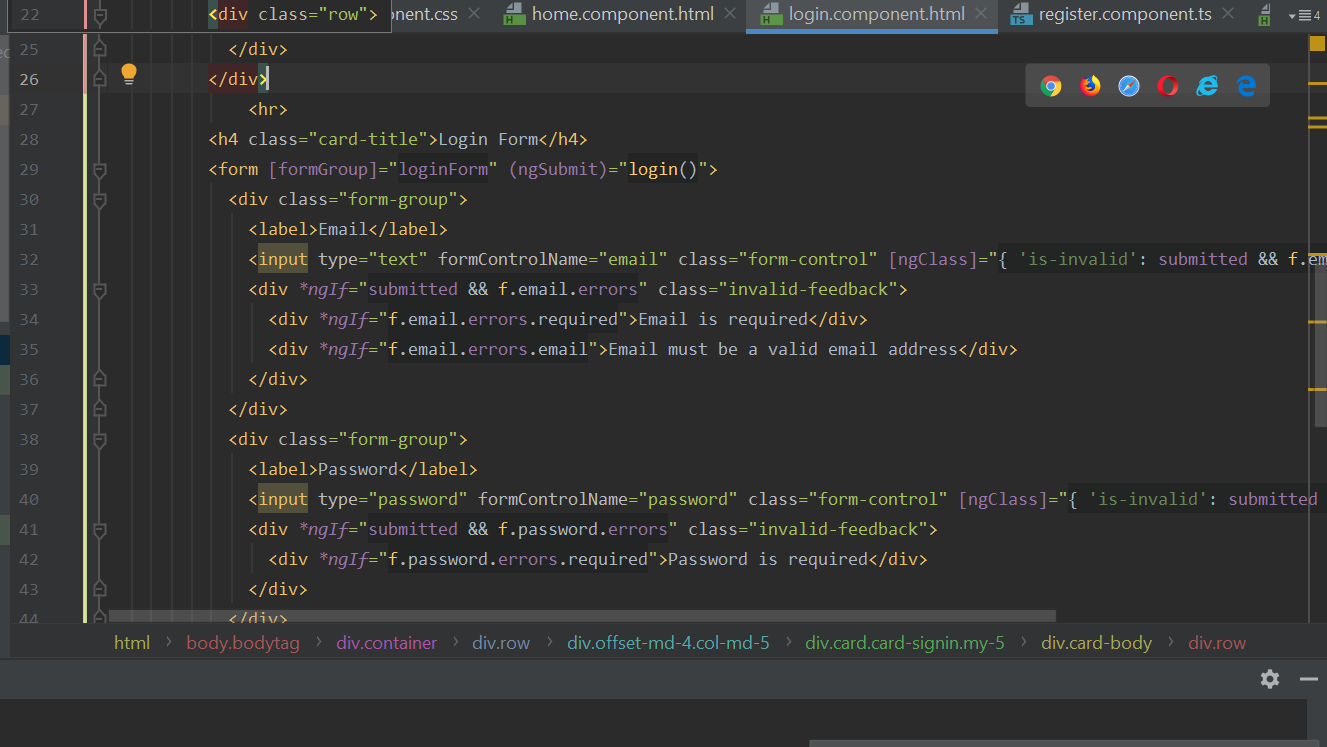 22 <div class="row">
onent.css home.component.html login.component.html register.component.ts 4
25 </div>
26 </div>
27 <hr>
28 <h4 class="card-title">Login Form</h4>
29 <form [formGroup]="loginForm" (ngSubmit)="login()">
30 <div class="form-group">
31 <label>Email</label>
32 <input type="text" formControlName="email" class="form-control" [ngClass]="{ 'is-invalid': submitted && f.em
33 <div *ngIf="submitted && f.email.errors" class="invalid-feedback">
34 <div *ngIf="f.email.errors.required">Email is required</div>
35 <div *ngIf="f.email.errors.email">Email must be a valid email address</div>
36 </div>
37 </div>
38 <div class="form-group">
39 <label>Password</label>
40 <input type="password" formControlName="password" class="form-control" [ngClass]="{ 'is-invalid': submitted
41 <div *ngIf="submitted && f.password.errors" class="invalid-feedback">
42 <div *ngIf="f.password.errors.required">Password is required</div>
43 </div>
44 </div>
html body.bodytag div.container div.row div.offset-md-4.col-md-5 div.card.card-signin.my-5 div.card-body div.row